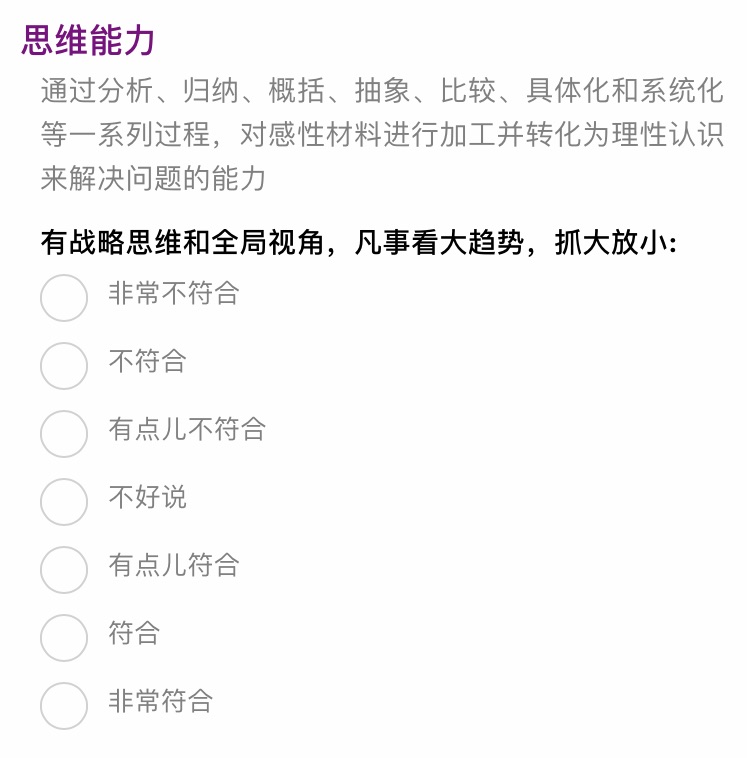 思维能力
通过分析、归纳、概括、抽象、比较、具体化和系统化
等一系列过程，对感性材料进行加工并转化为理性认识
来解决问题的能力
有战略思维和全局视角，凡事看大趋势，抓大放小:
非常不符合
不符合
有点儿不符合
不好说
有点儿符合
符合
非常符合